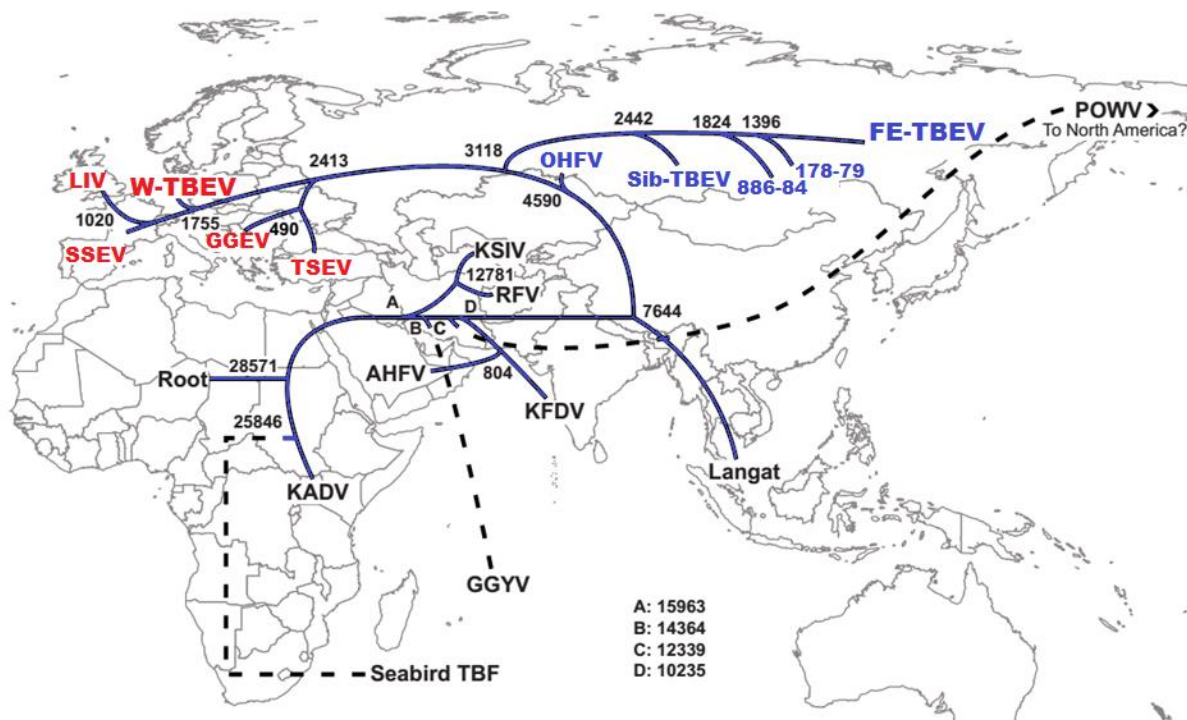 POWV
To North America?
2442
1824
1396
FE-TBEV
3118
OHFV
2413
178-79
Sib-TBEV
886-84
LIV
W-TBEV
4590
1020
1755
490
GGEV
SSEV
TSEV
KSIV
12781
RFV
A
D
B
C
7644
28571
Root
AHFV
804
KFDV
25846
Langat
KADV
GGYV
A: 15963
B: 14364
C: 12339
D: 10235
Seabird TBF